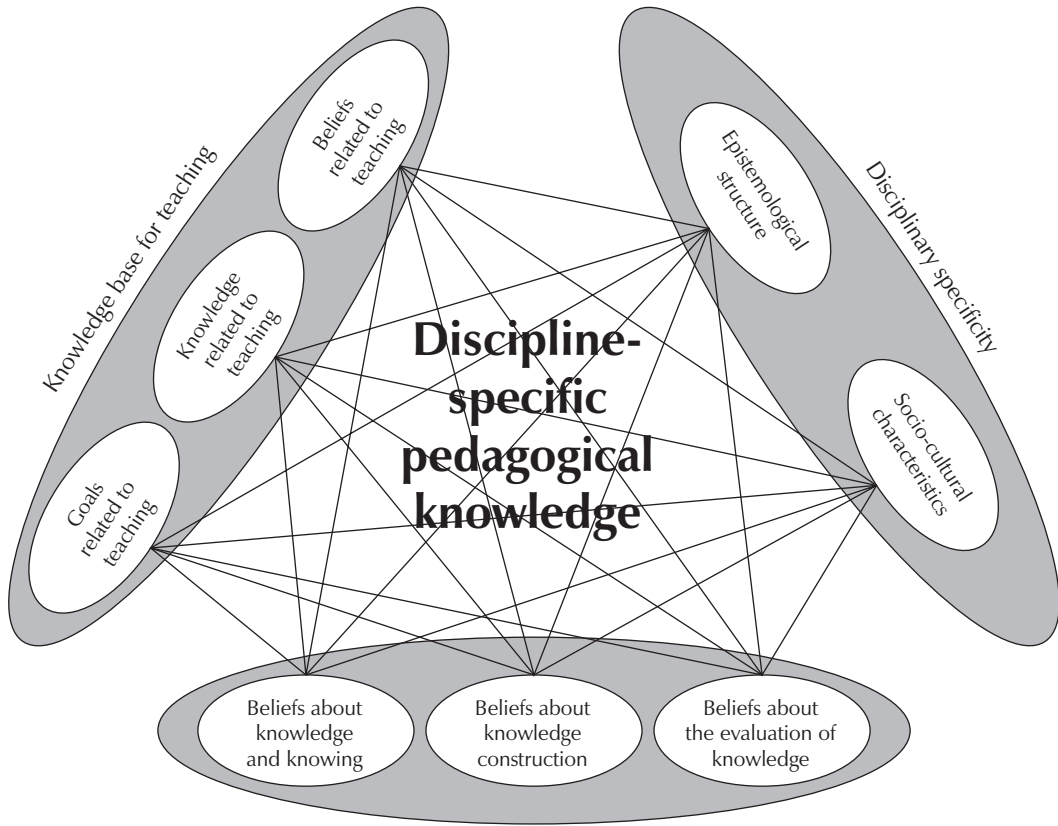 Knowledge base for teaching
Beliefs
related to
teaching
Knowledge
related to
teaching
Goals
related to
teaching
Disciplinary specificity
Epistemological
structure
Socio-cultural
characteristics
Discipline-
specific
pedagogical
knowledge
Beliefs about
knowledge
and knowing
Beliefs about
knowledge
construction
Beliefs about
the evaluation of
knowledge